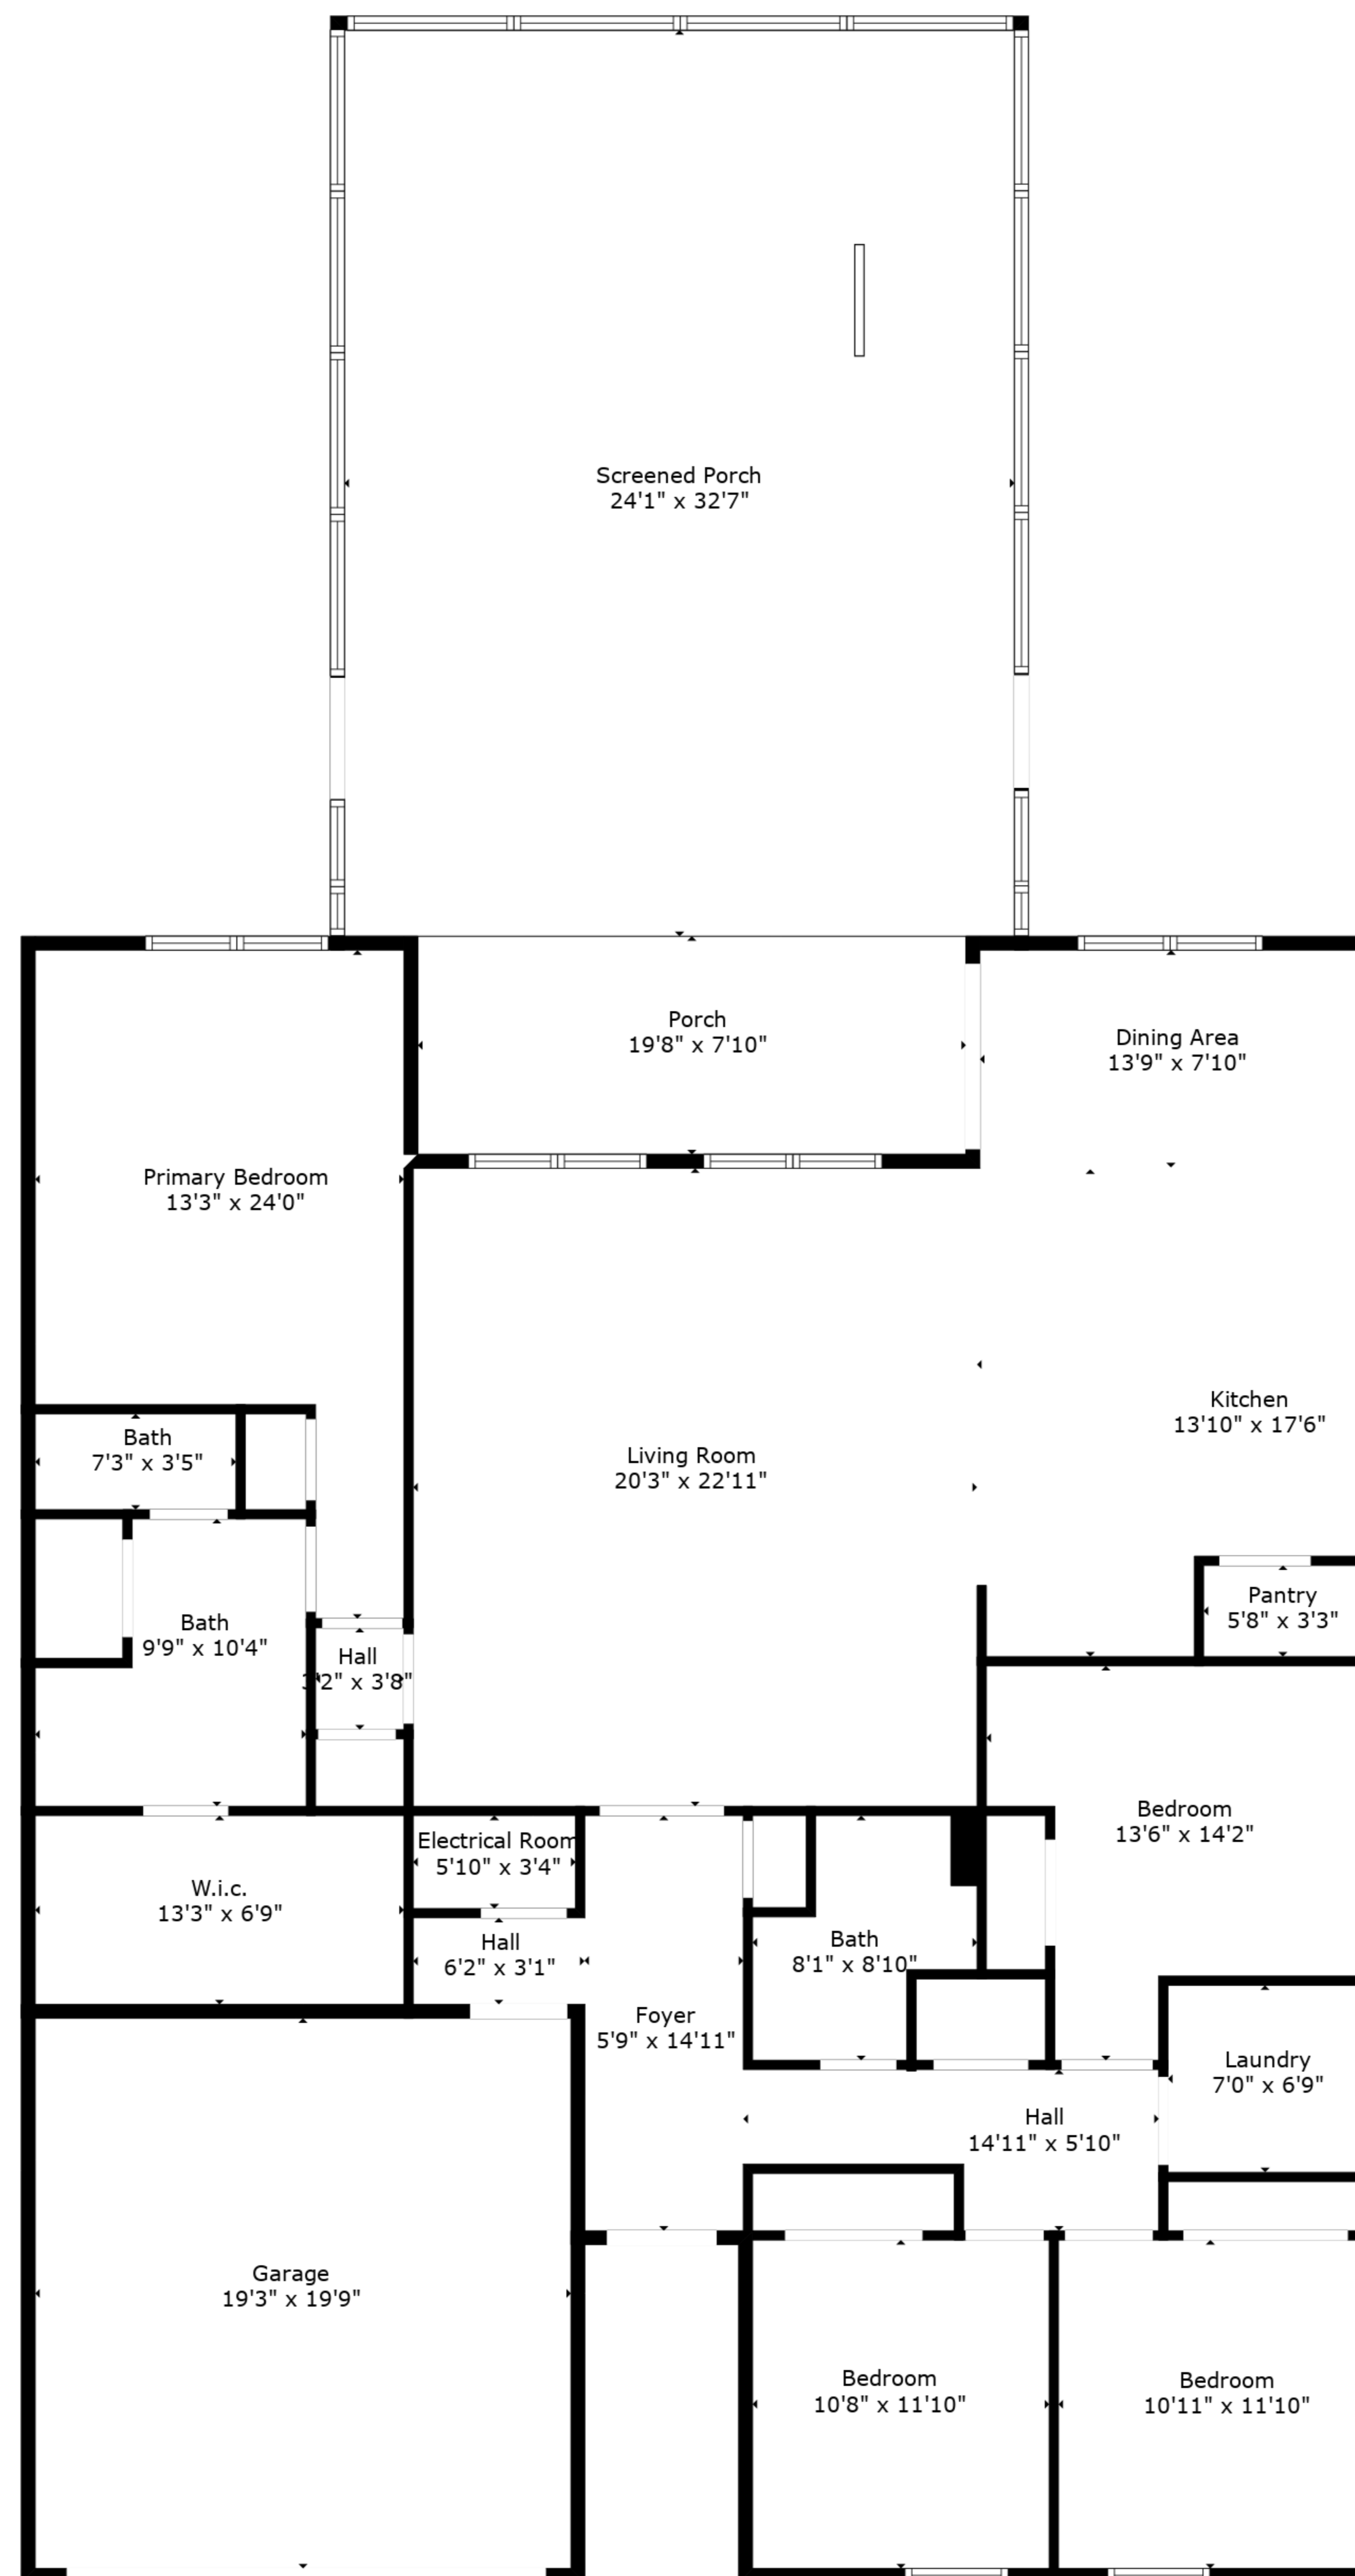 Screened Porch
24'1" x 32'7"
Porch
19'8" x 7'10"
Dining Area
13'9" x 7'10"
Primary Bedroom
13'3" x 24'0"
Kitchen
13'10" x 17'6"
Bath
7'3" x 3'5"
Living Room
20'3" x 22'11"
Pantry
5'8" x 3'3"
Bath
9'9" x 10'4"
Hall
3'2" x 3'8"
Bedroom
13'6" x 14'2"
Electrical Room
5'10" x 3'4"
W.i.c.
13'3" x 6'9"
Hall
6'2" x 3'1"
Bath
8'1" x 8'10"
Foyer
5'9" x 14'11"
Laundry
7'0" x 6'9"
Hall
14'11" x 5'10"
Garage
19'3" x 19'9"
Bedroom
10'8" x 11'10"
Bedroom
10'11" x 11'10"